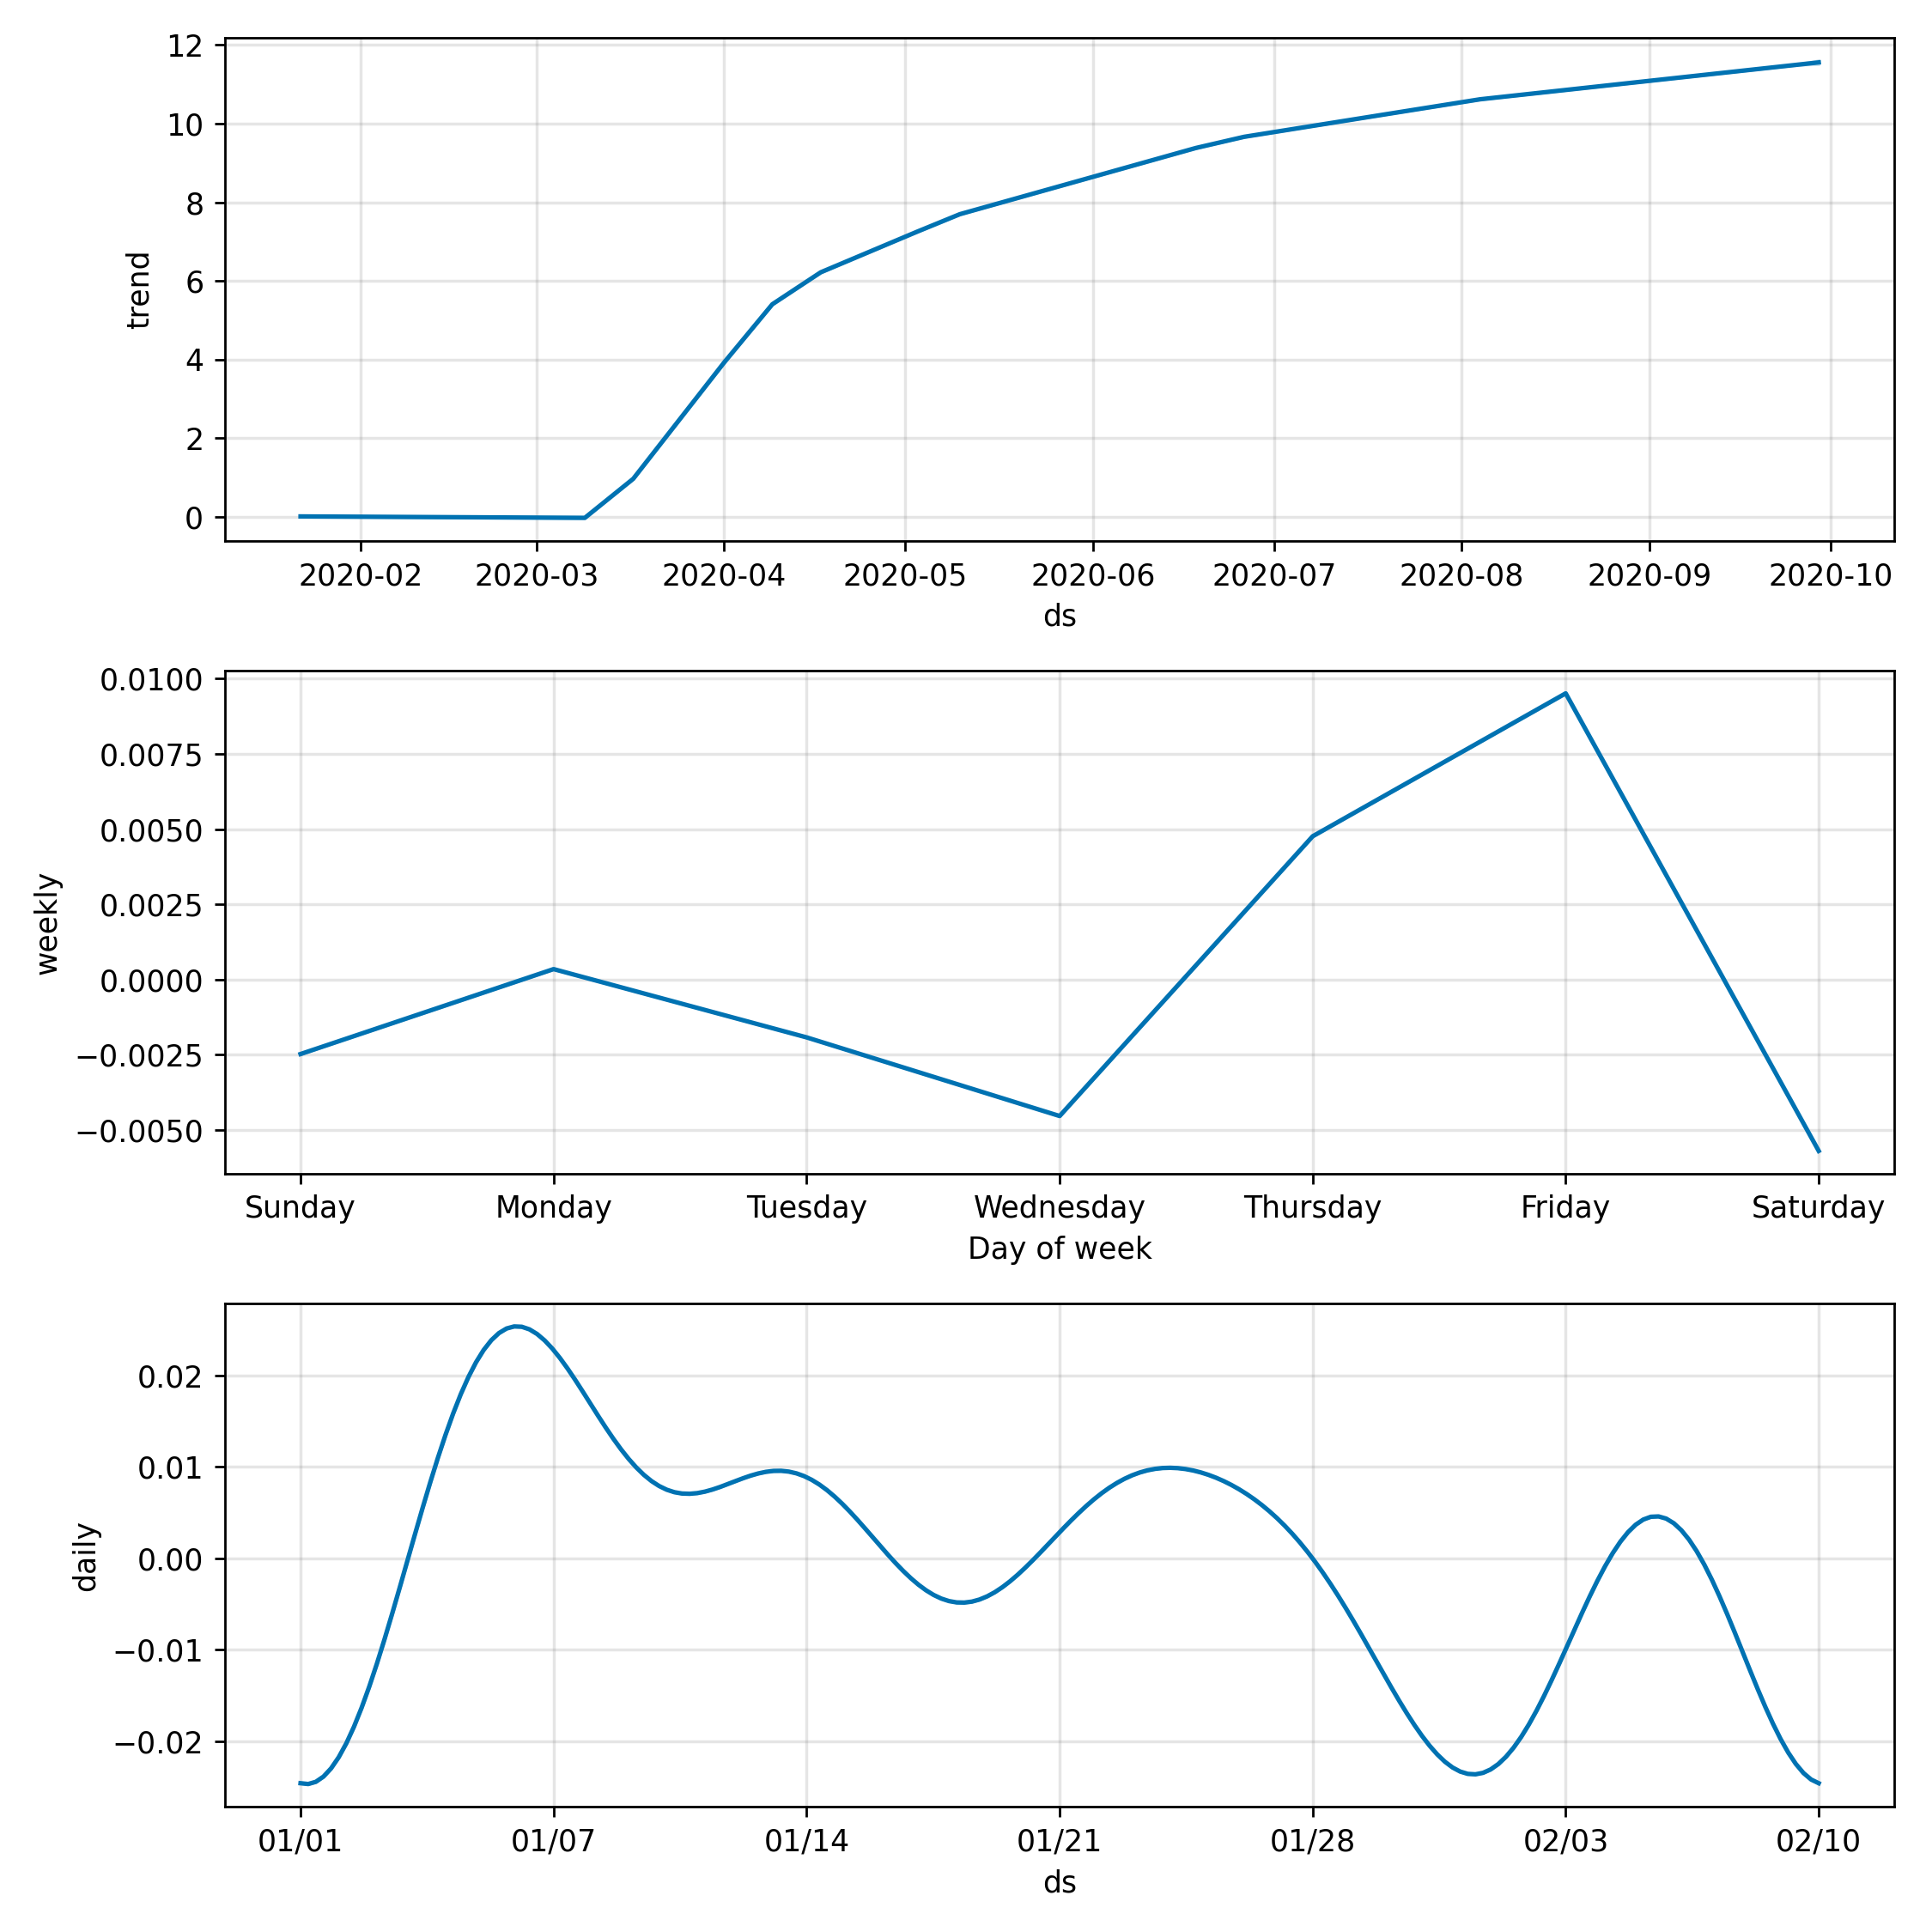 12
10
8
6
4
2
0
trend
2020-02 2020-03 2020-04 2020-05 2020-06 2020-07 2020-08 2020-09 2020-10
ds
0.0100
0.0075
0.0050
0.0025
0.0000
−0.0025
−0.0050
weekly
Sunday Monday Tuesday Wednesday Thursday Friday Saturday
Day of week
0.02
0.01
0.00
−0.01
−0.02
daily
01/01 01/07 01/14 01/21 01/28 02/03 02/10
ds